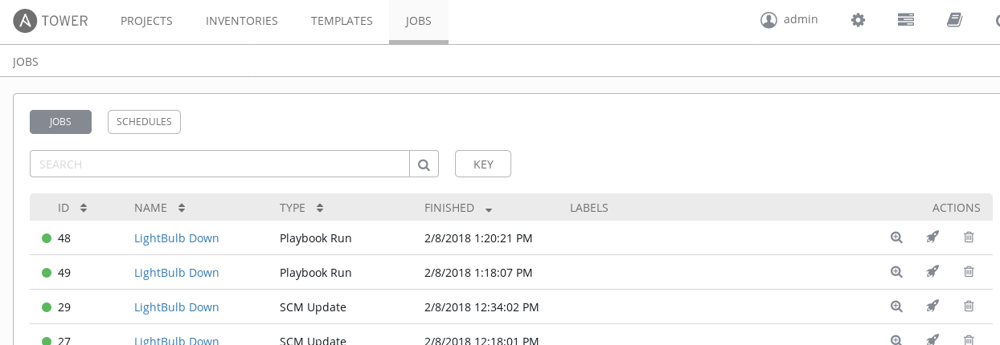 TOWER PROJECTS INVENTORIES TEMPLATES JOBS admin
JOBS
JOBS SCHEDULES
SEARCH KEY
ID NAME TYPE FINISHED LABELS ACTIONS
48 LightBulb Down Playbook Run 2/8/2018 1:20:21 PM
49 LightBulb Down Playbook Run 2/8/2018 1:18:07 PM
29 LightBulb Down SCM Update 2/8/2018 12:34:02 PM
27 LightBulb Down SCM Update 2/8/2018 12:18:01 PM